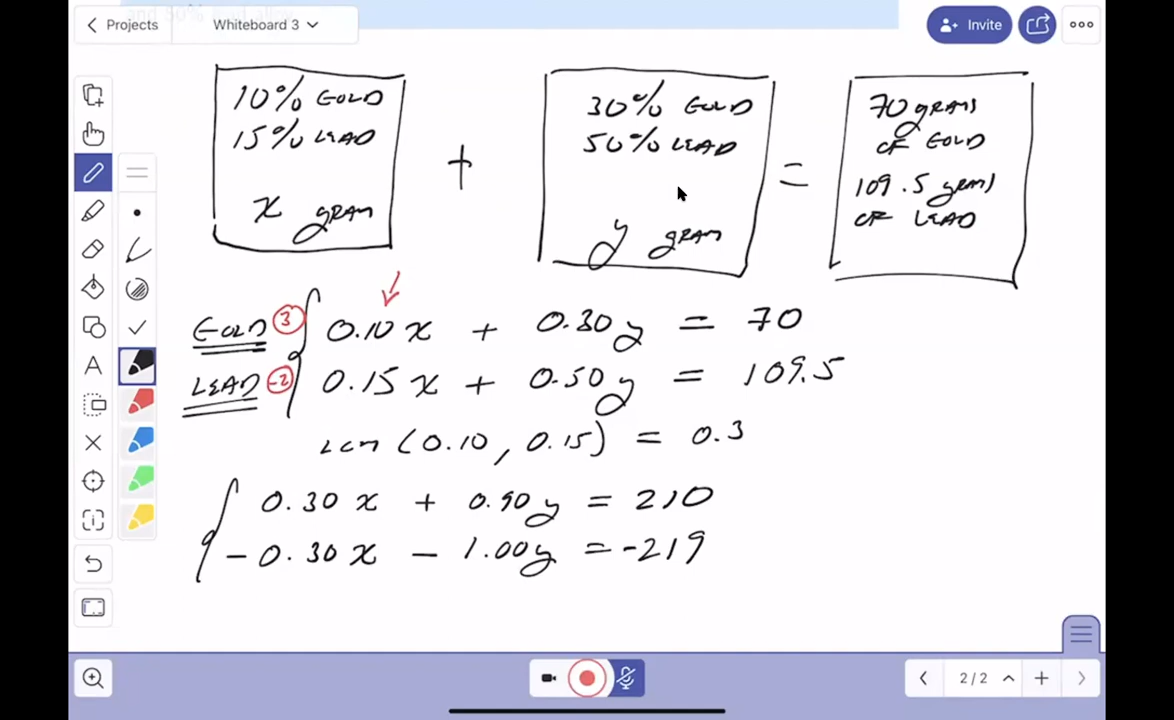 Projects
Whiteboard 3
Invite
10% GOLD
15% LEAD
x gram
+
30% GOLD
50% LEAD
y gram
=
70 grams
OF GOLD
109.5 grams
OF LEAD
GOLD 3 0.10x + 0.30y = 70
LEAD -2 0.15x + 0.50y = 109.5
LCM (0.10, 0.15) = 0.3
0.30x + 0.90y = 210
- 0.30x - 1.00y = -219
A
2/2